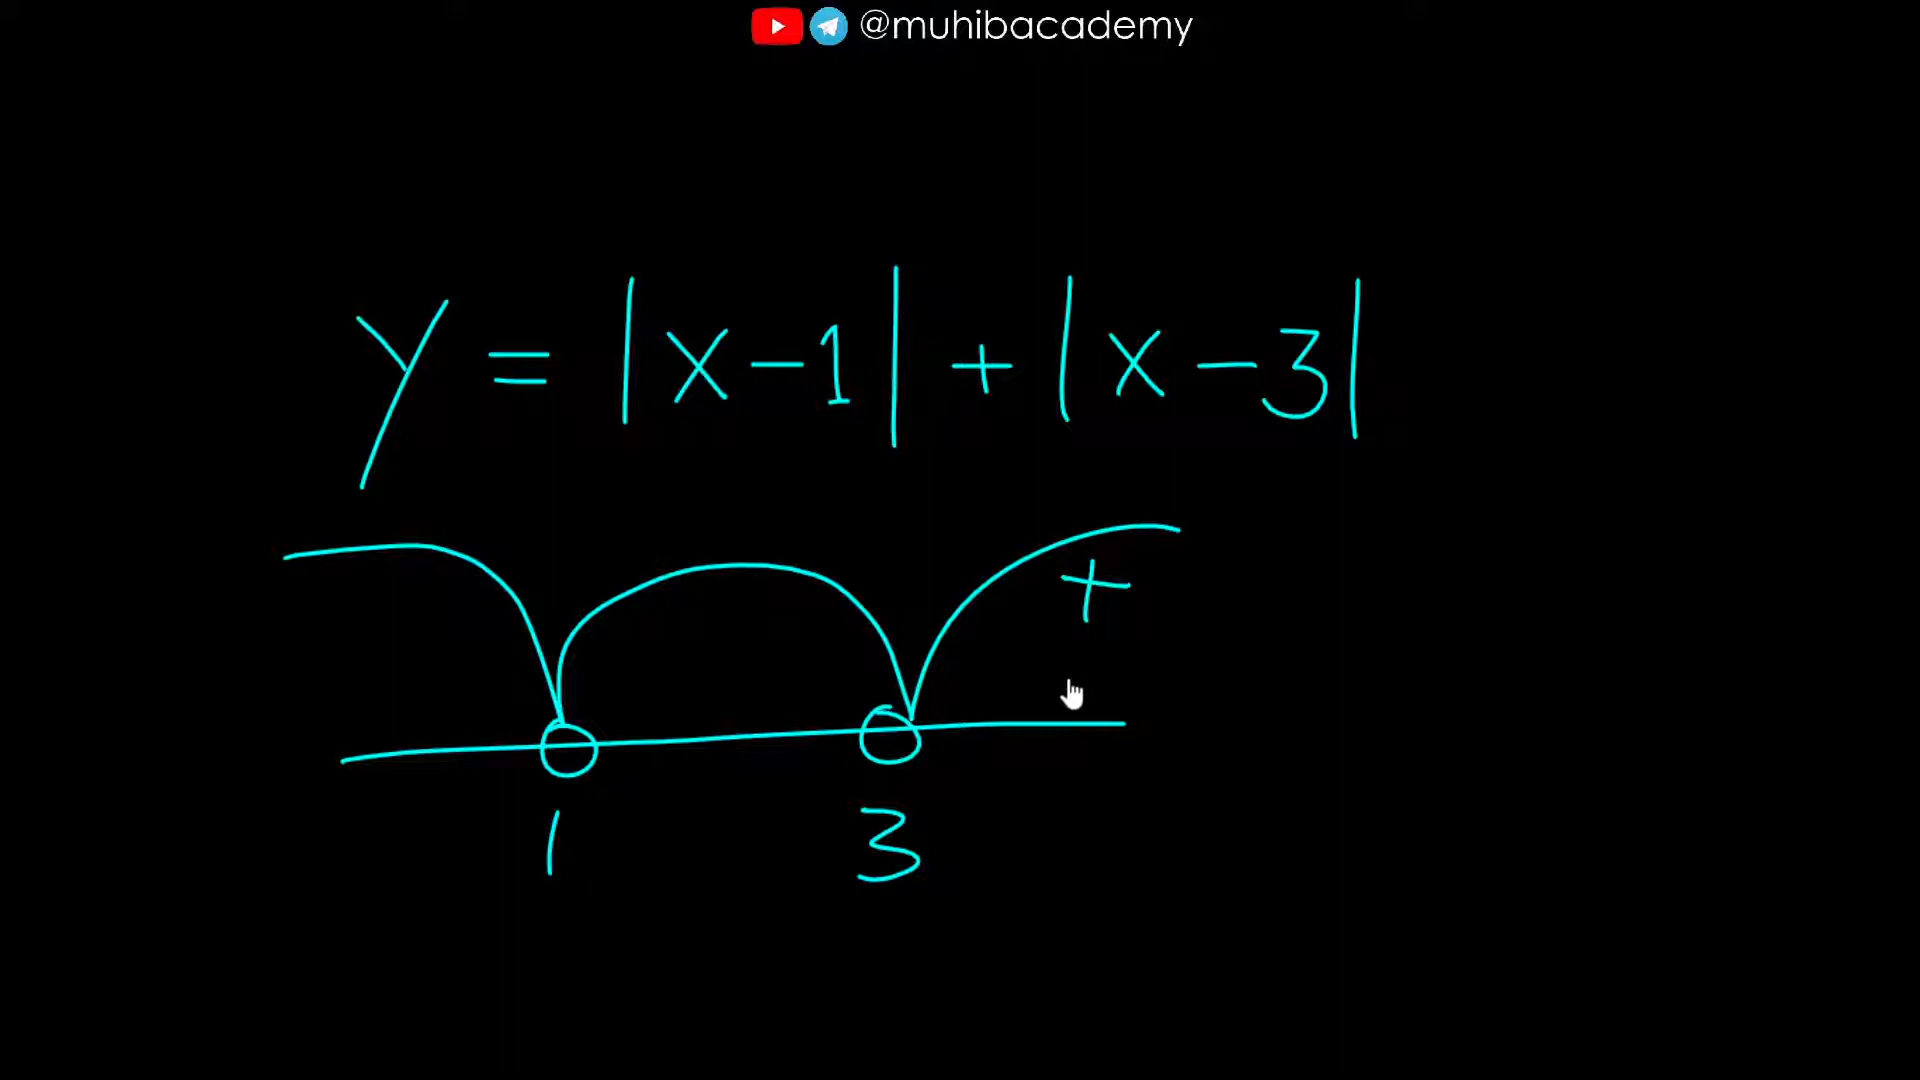 @muhibacademy
y = |x-1| + |x-3|
+
1 3